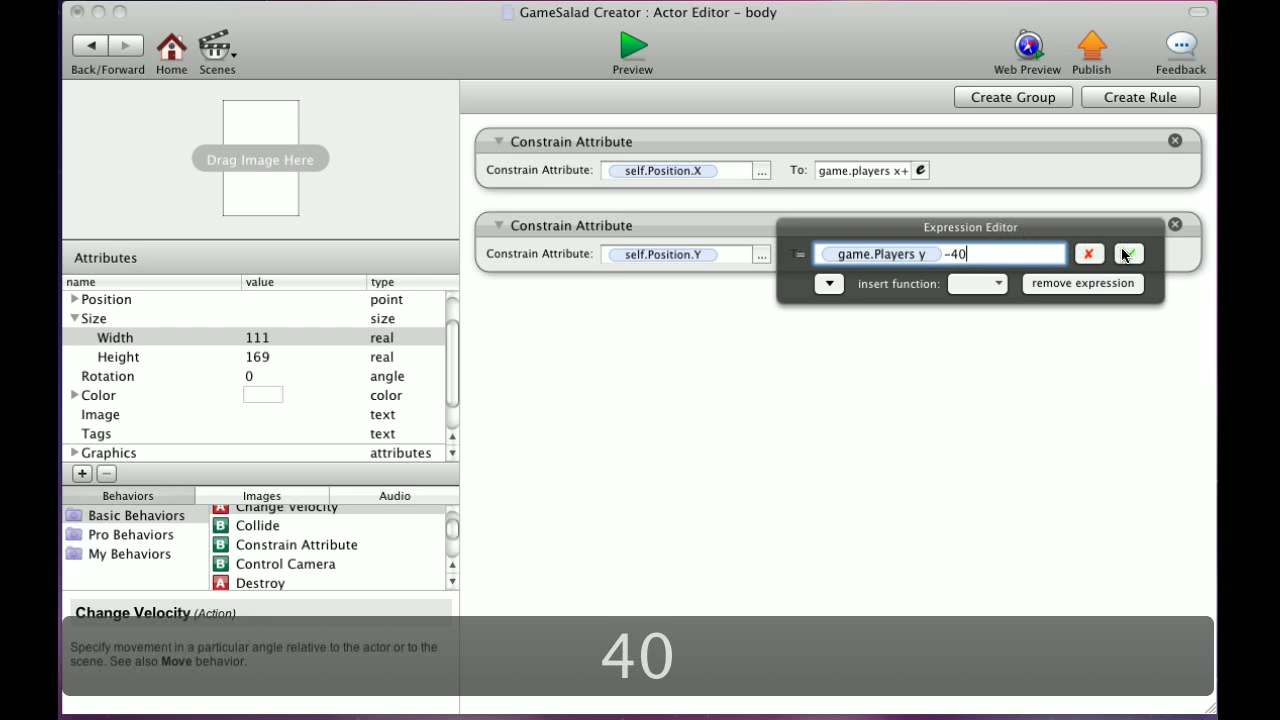 GameSalad Creator : Actor Editor - body
Back/Forward Home Scenes Preview Web Preview Publish Feedback
Create Group Create Rule
Drag Image Here
Constrain Attribute
Constrain Attribute: self.Position.X ... To: game.players x+ e
Constrain Attribute
Constrain Attribute: self.Position.Y ...
Expression Editor
= game.Players y -40
insert function: remove expression
Attributes
name value type
Position point
Size size
Width 111 real
Height 169 real
Rotation 0 angle
Color color
Image text
Tags text
Graphics attributes
+ −
Behaviors Images Audio
Basic Behaviors
Pro Behaviors
My Behaviors
A Change Velocity
B Collide
B Constrain Attribute
B Control Camera
A Destroy
Change Velocity (Action)
Specify movement in a particular angle relative to the actor or to the
scene. See also Move behavior.
40